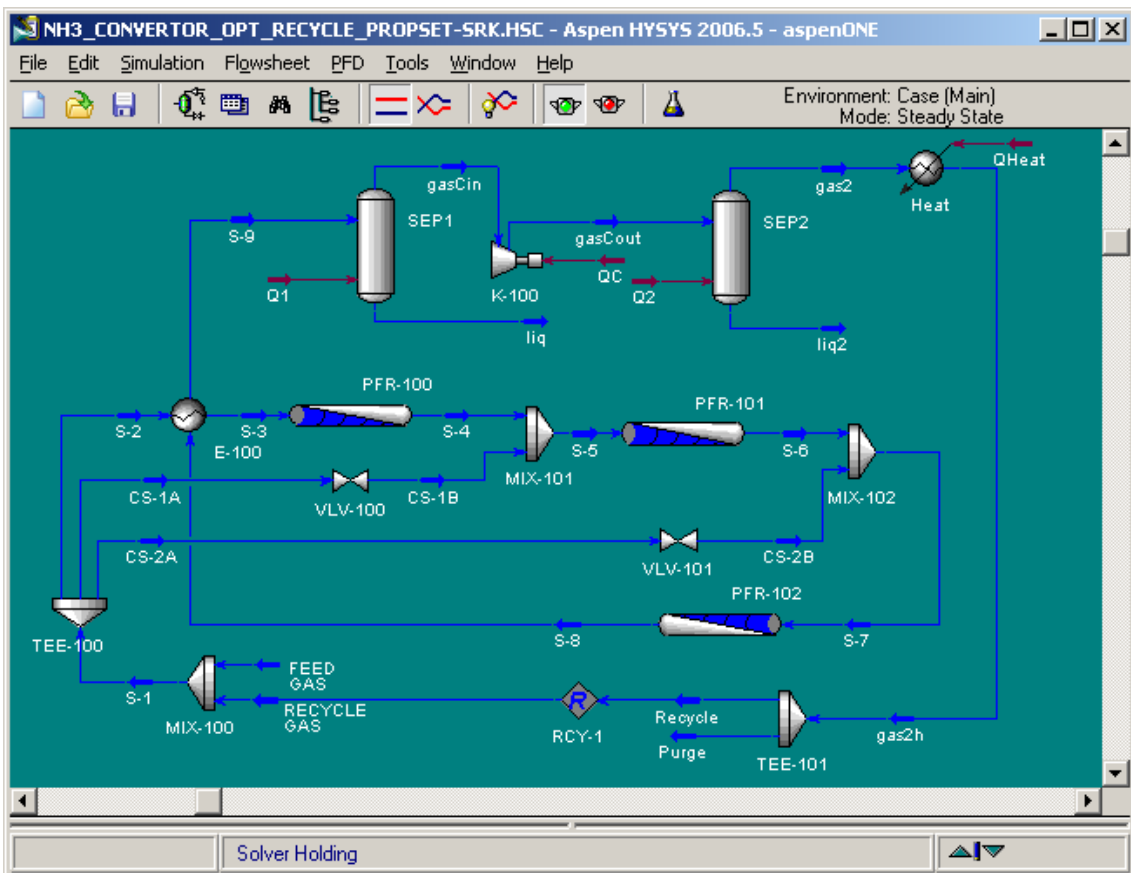 NH3_CONVERTOR_OPT_RECYCLE_PROPSET-SRK.HSC - Aspen HYSYS 2006.5 - aspenONE
File Edit Simulation Flowsheet PFD Tools Window Help
Environment: Case (Main)
Mode: Steady State
QHeat
gasCin
gas2
Heat
SEP1
SEP2
S-9
gasCout
Q1
K-100
QC
Q2
liq
liq2
PFR-100
PFR-101
S-2
E-100
S-3
S-4
MIX-101
S-5
S-6
MIX-102
CS-1A
VLV-100
CS-1B
CS-2A
VLV-101
CS-2B
PFR-102
TEE-100
S-8
S-7
S-1
MIX-100
FEED
GAS
RECYCLE
GAS
R
RCY-1
Recycle
Purge
TEE-101
gas2h
Solver Holding